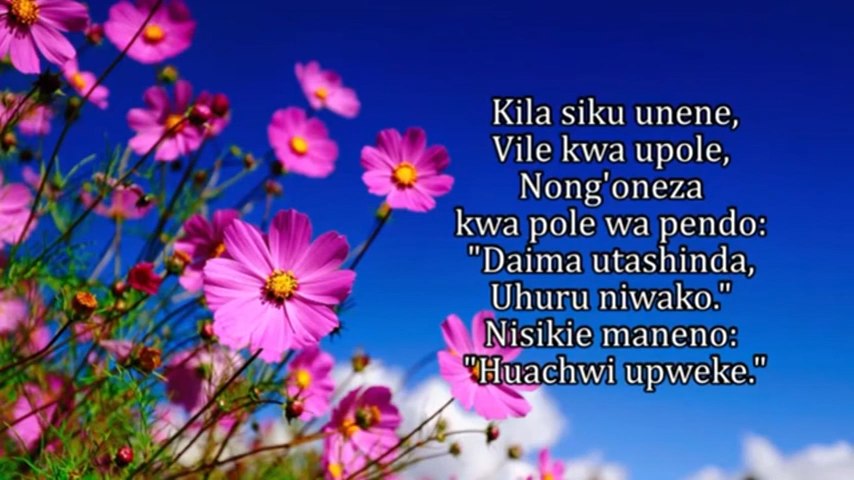 Kila siku unene,
Vile kwa upole,
Nong'oneza
kwa pole wa pendo:
"Daima utashinda,
Uhuru niwako."
Nisikie maneno:
"Huachwi upweke."